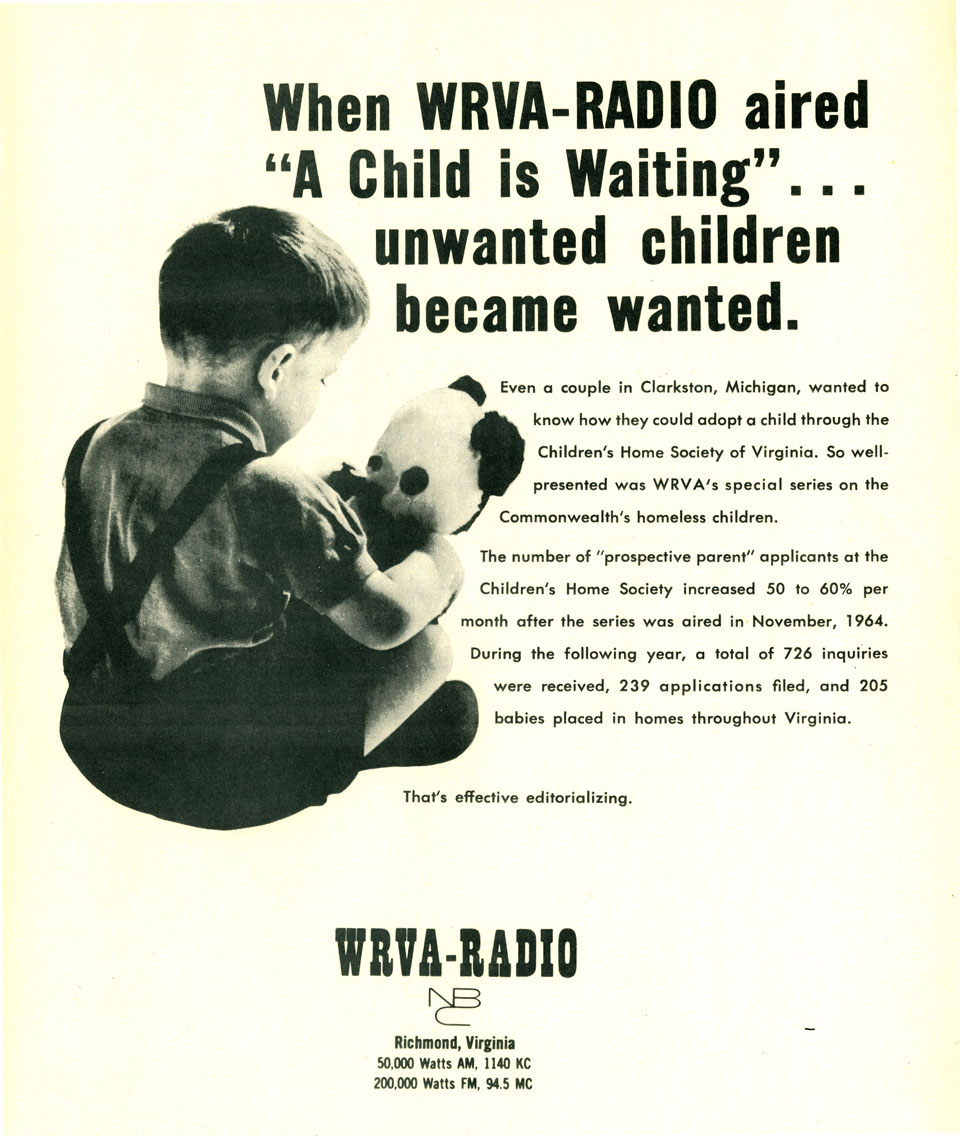 When WRVA-RADIO aired
“A Child is Waiting”...
unwanted children
became wanted.
Even a couple in Clarkston, Michigan, wanted to
know how they could adopt a child through the
Children's Home Society of Virginia. So well-
presented was WRVA's special series on the
Commonwealth's homeless children.
The number of "prospective parent" applicants at the
Children's Home Society increased 50 to 60% per
month after the series was aired in November, 1964.
During the following year, a total of 726 inquiries
were received, 239 applications filed, and 205
babies placed in homes throughout Virginia.
That's effective editorializing.
WRVA-RADIO
NBC
Richmond, Virginia
50,000 Watts AM, 1140 KC
200,000 Watts FM, 94.5 MC